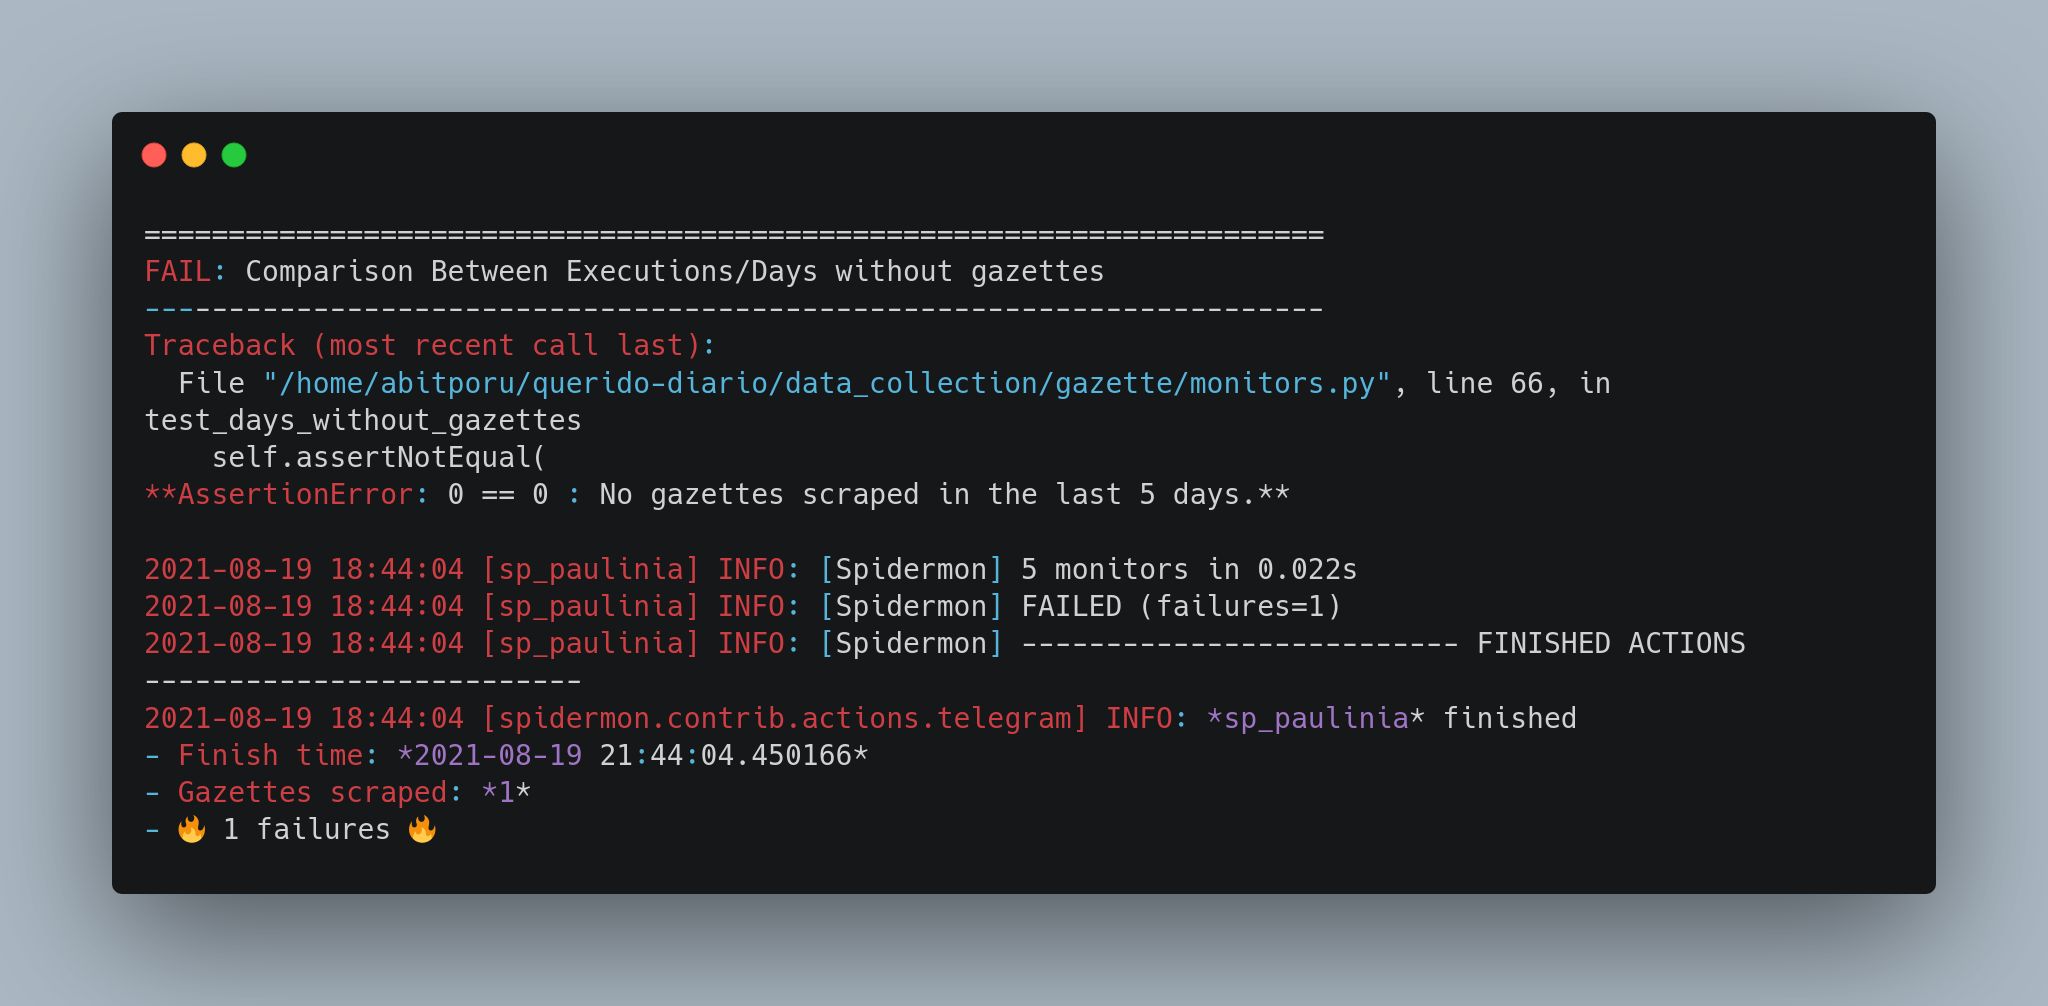 ======================================================================
FAIL: Comparison Between Executions/Days without gazettes
----------------------------------------------------------------------
Traceback (most recent call last):
  File "/home/abitporu/querido-diario/data_collection/gazette/monitors.py", line 66, in
test_days_without_gazettes
    self.assertNotEqual(
**AssertionError: 0 == 0 : No gazettes scraped in the last 5 days.**

2021-08-19 18:44:04 [sp_paulinia] INFO: [Spidermon] 5 monitors in 0.022s
2021-08-19 18:44:04 [sp_paulinia] INFO: [Spidermon] FAILED (failures=1)
2021-08-19 18:44:04 [sp_paulinia] INFO: [Spidermon] -------------------------- FINISHED ACTIONS
--------------------------
2021-08-19 18:44:04 [spidermon.contrib.actions.telegram] INFO: *sp_paulinia* finished
- Finish time: *2021-08-19 21:44:04.450166*
- Gazettes scraped: *1*
- 🔥 1 failures 🔥